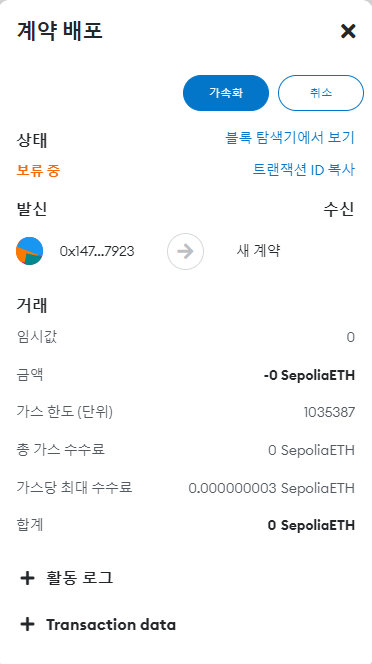 계약 배포
가속화 취소
상태 블록 탐색기에서 보기
보류 중 트랜잭션 ID 복사
발신 수신
0x147...7923 새 계약
거래
임시값 0
금액 -0 SepoliaETH
가스 한도 (단위) 1035387
총 가스 수수료 0 SepoliaETH
가스당 최대 수수료 0.000000003 SepoliaETH
합계 0 SepoliaETH
+ 활동 로그
+ Transaction data